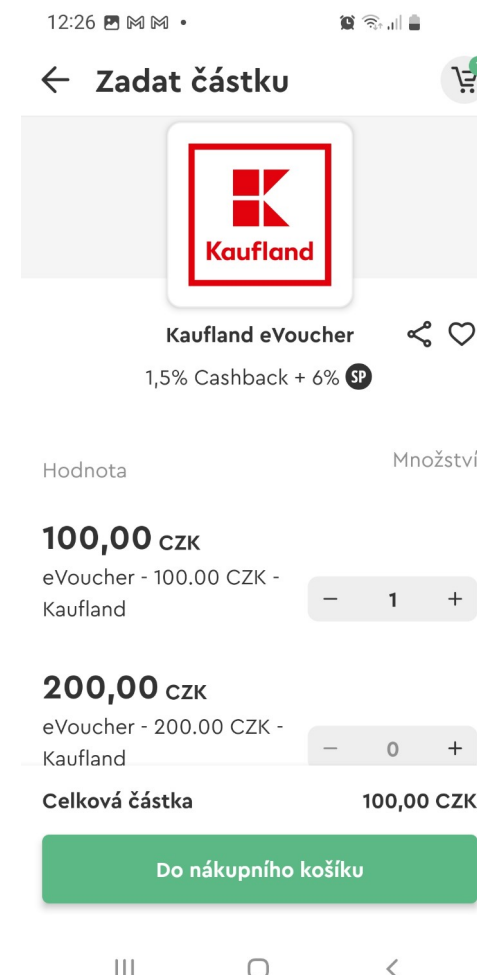 12:26
Zadat částku
Kaufland
Kaufland eVoucher
1,5% Cashback + 6% SP
Hodnota
Množství
100,00 CZK
eVoucher - 100.00 CZK -
Kaufland
− 1 +
200,00 CZK
eVoucher - 200.00 CZK -
Kaufland
− 0 +
Celková částka
100,00 CZK
Do nákupního košíku